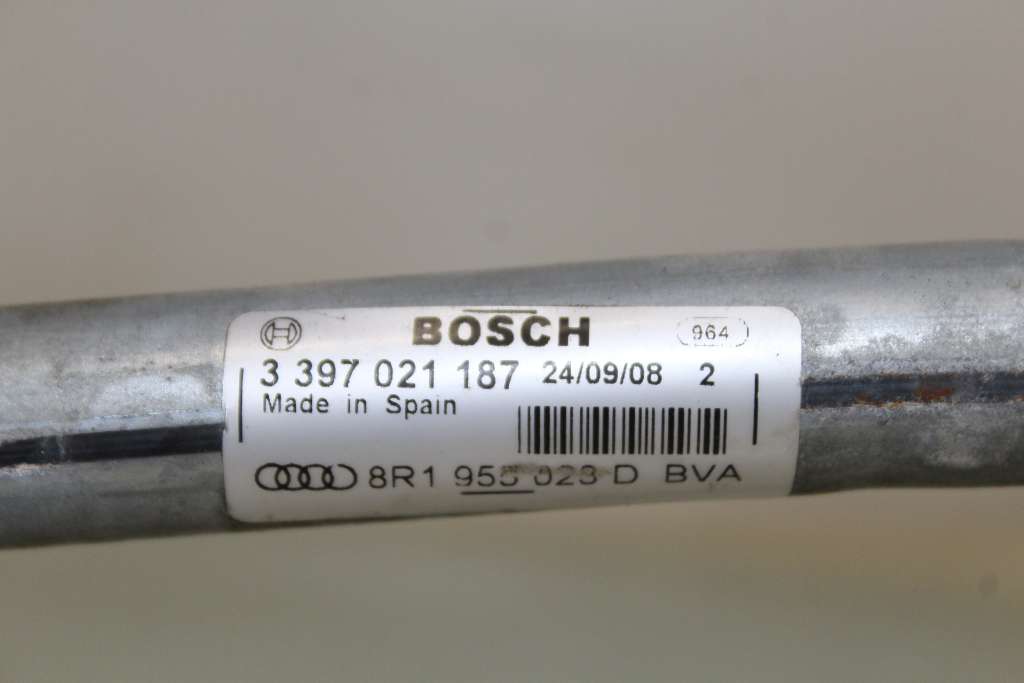 BOSCH 964
3 397 021 187 24/09/08 2
Made in Spain
8R1 955 023 D BVA